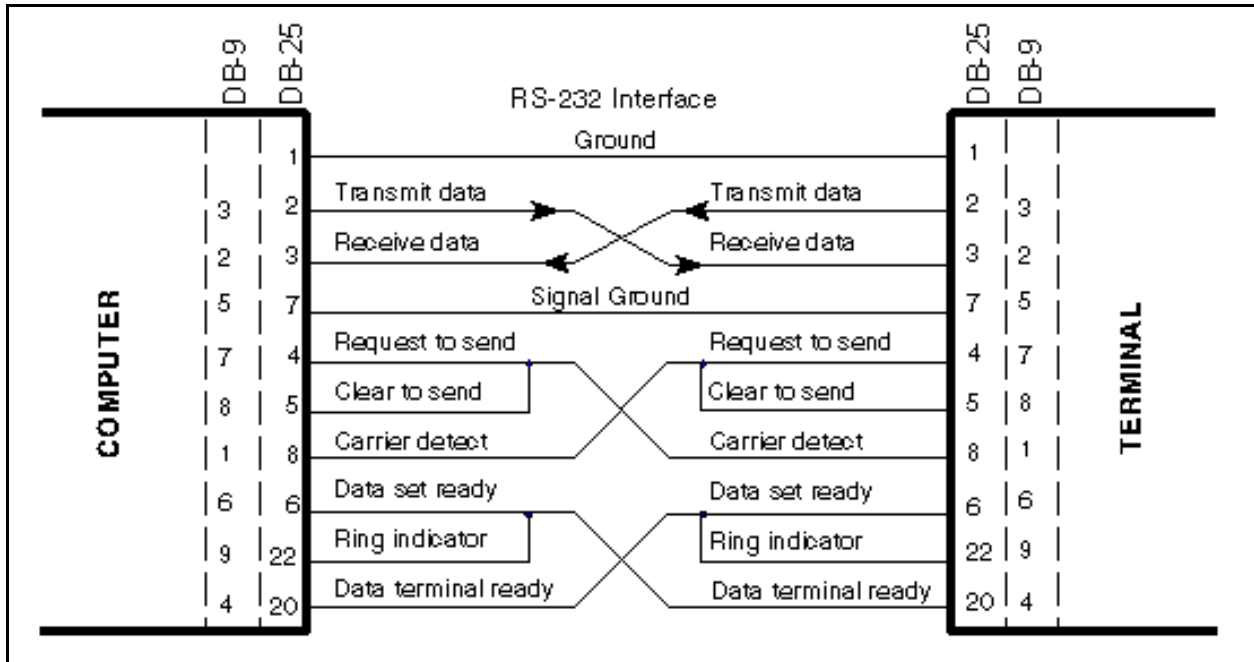 DB-9 DB-25 DB-25 DB-9
RS-232 Interface
1 Ground 1
3 2 Transmit data Transmit data 2 3
2 3 Receive data Receive data 3 2
5 7 Signal Ground 7 5
7 4 Request to send Request to send 4 7
8 5 Clear to send Clear to send 5 8
1 8 Carrier detect Carrier detect 8 1
6 6 Data set ready Data set ready 6 6
9 22 Ring indicator Ring indicator 22 9
4 20 Data terminal ready Data terminal ready 20 4
COMPUTER
TERMINAL